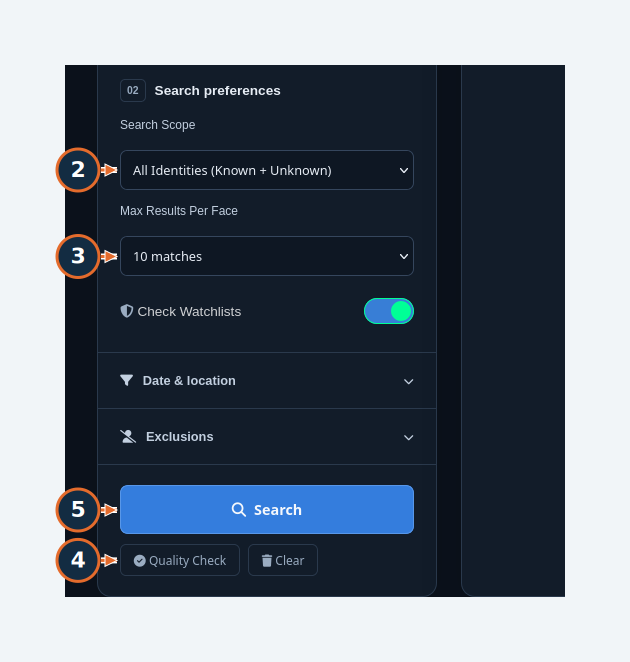 02 Search preferences
Search Scope
2 All Identities (Known + Unknown)
Max Results Per Face
3 10 matches
Check Watchlists
Date & location
Exclusions
5 Search
4 Quality Check Clear